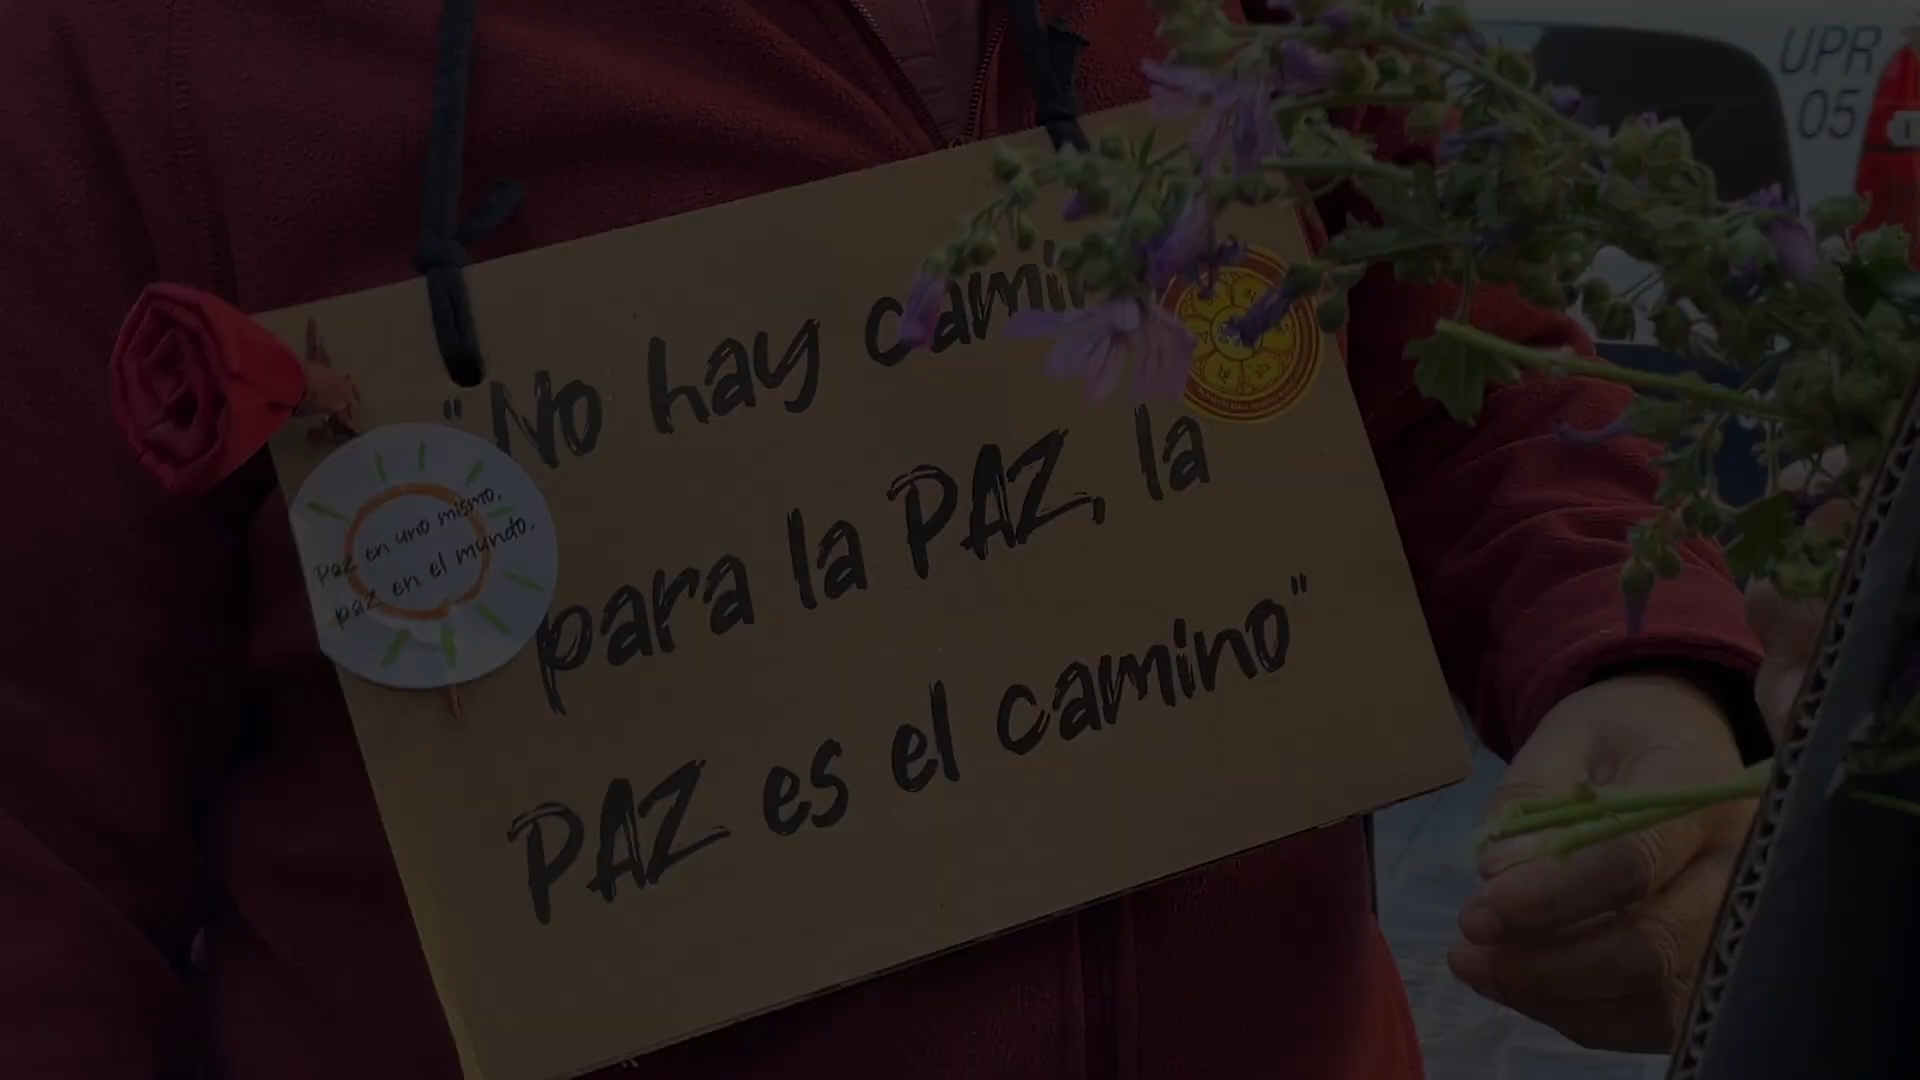 UPR
05
"No hay cami
para la PAZ, la
PAZ es el camino"
Paz en uno mismo,
paz en el mundo.